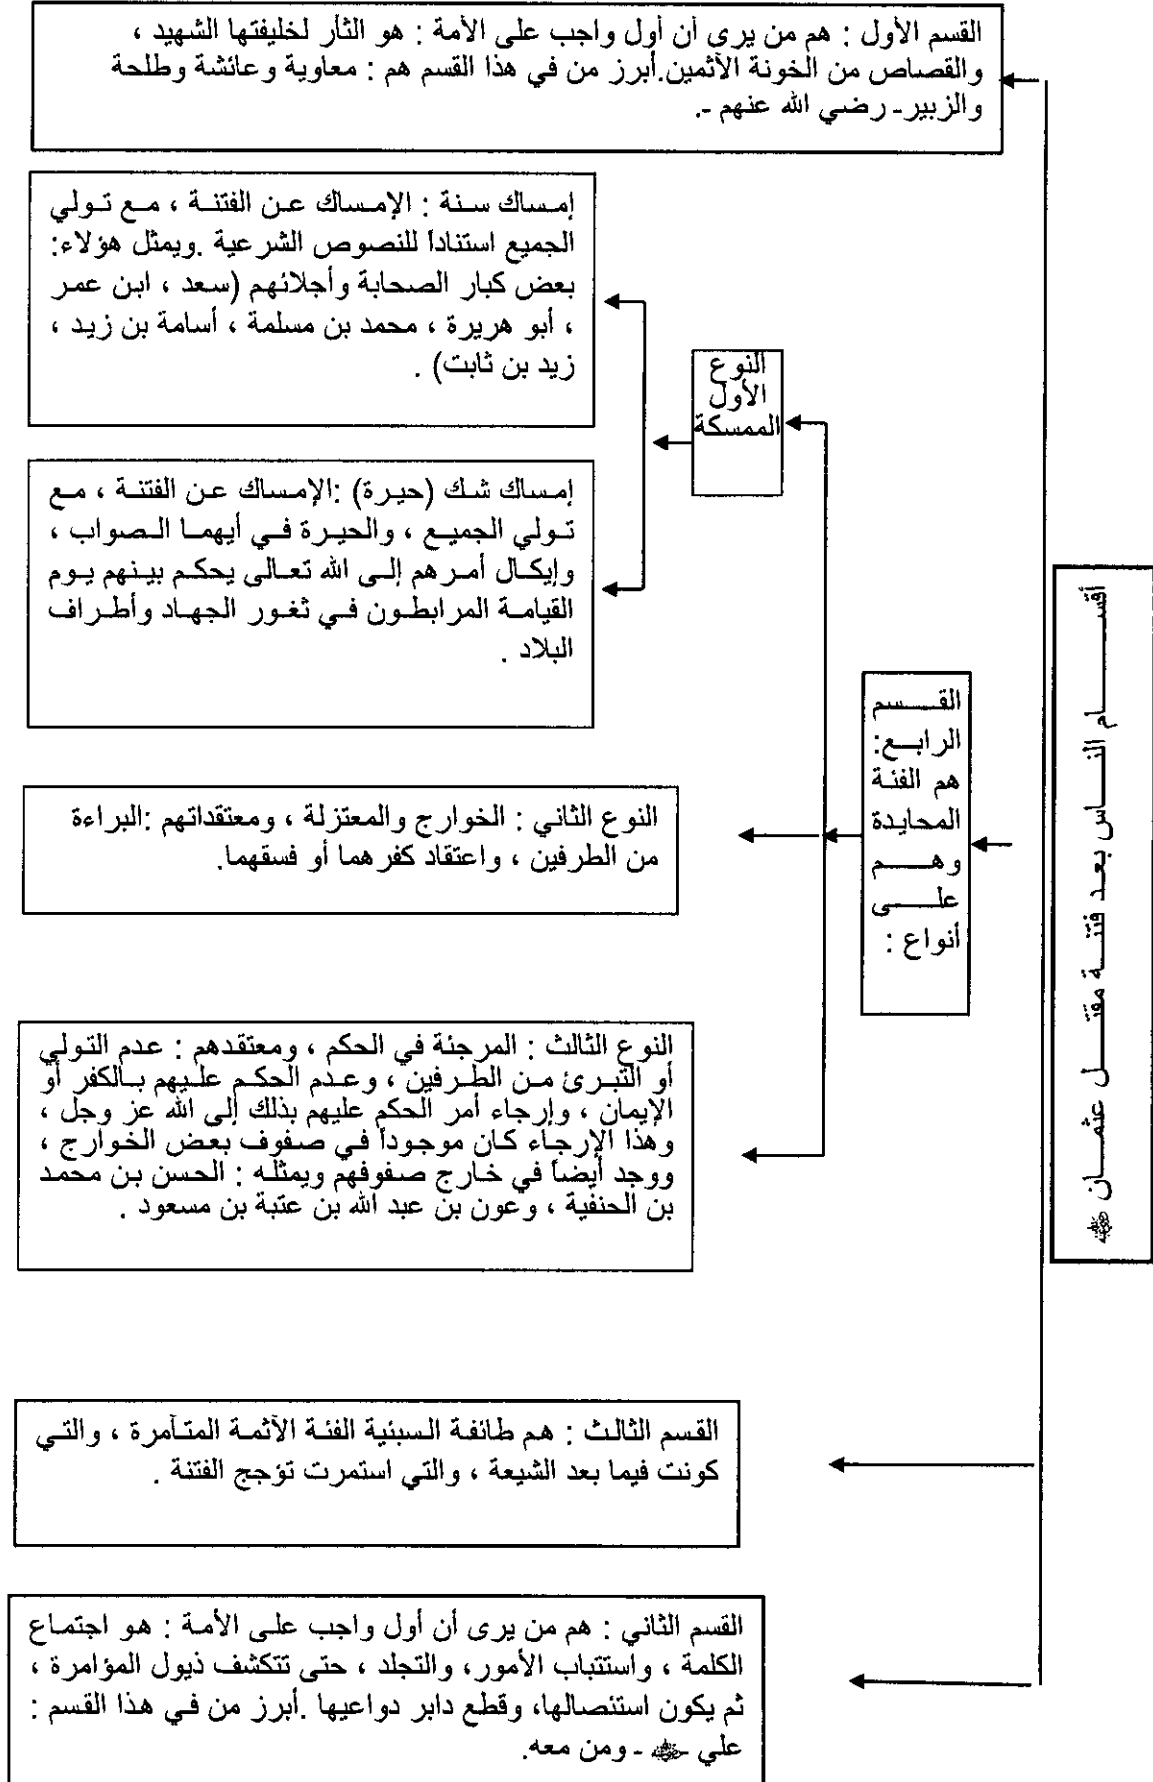 أقسام الناس بعد فتنة مقتل عثمان ﷺ
القسم الأول : هم من يرى أن أول واجب على الأمة : هو الثأر لخليفتها الشهيد ،
والقصاص من الخونة الآثمين.أبرز من في هذا القسم هم : معاوية وعائشة وطلحة
والزبير- رضي الله عنهم -.
القسم
الرابع:
هم الفئة
المحايدة
وهم
على
أنواع :
النوع
الأول
الممسكة
إمساك سنة : الإمساك عن الفتنة ، مع تولي
الجميع استناداً للنصوص الشرعية .ويمثل هؤلاء:
بعض كبار الصحابة وأجلائهم (سعد ، ابن عمر
، أبو هريرة ، محمد بن مسلمة ، أسامة بن زيد ،
زيد بن ثابت) .
إمساك شك (حيرة) :الإمساك عن الفتنة ، مع
تولي الجميع ، والحيرة في أيهما الصواب ،
وإيكال أمرهم إلى الله تعالى يحكم بينهم يوم
القيامة المرابطون في ثغور الجهاد وأطراف
البلاد .
النوع الثاني : الخوارج والمعتزلة ، ومعتقداتهم :البراءة
من الطرفين ، واعتقاد كفرهما أو فسقهما.
النوع الثالث : المرجئة في الحكم ، ومعتقدهم : عدم التولي
أو التبرئ من الطرفين ، وعدم الحكم عليهم بالكفر أو
الإيمان ، وإرجاء أمر الحكم عليهم بذلك إلى الله عز وجل ،
وهذا الإرجاء كان موجوداً في صفوف بعض الخوارج ،
ووجد أيضاً في خارج صفوفهم ويمثله : الحسن بن محمد
بن الحنفية ، وعون بن عبد الله بن عتبة بن مسعود .
القسم الثالث : هم طائفة السبئية الفئة الآثمة المتآمرة ، والتي
كونت فيما بعد الشيعة ، والتي استمرت تؤجج الفتنة .
القسم الثاني : هم من يرى أن أول واجب على الأمة : هو اجتماع
الكلمة ، واستتباب الأمور، والتجلد ، حتى تتكشف ذيول المؤامرة ،
ثم يكون استئصالها، وقطع دابر دواعيها .أبرز من في هذا القسم :
علي - - ومن معه.